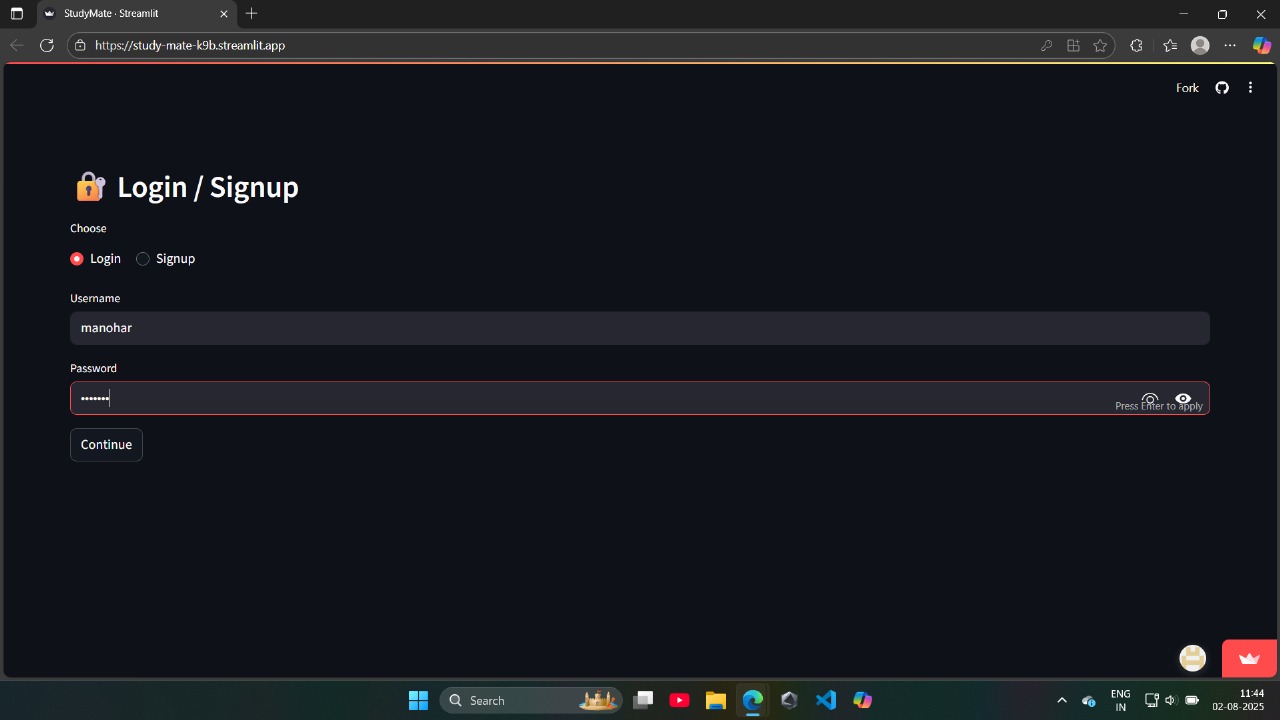 StudyMate · Streamlit
https://study-mate-k9b.streamlit.app
Fork
Login / Signup
Choose
Login Signup
Username
manohar
Password
•••••••
Press Enter to apply
Continue
Search
ENG
IN
11:44
02-08-2025